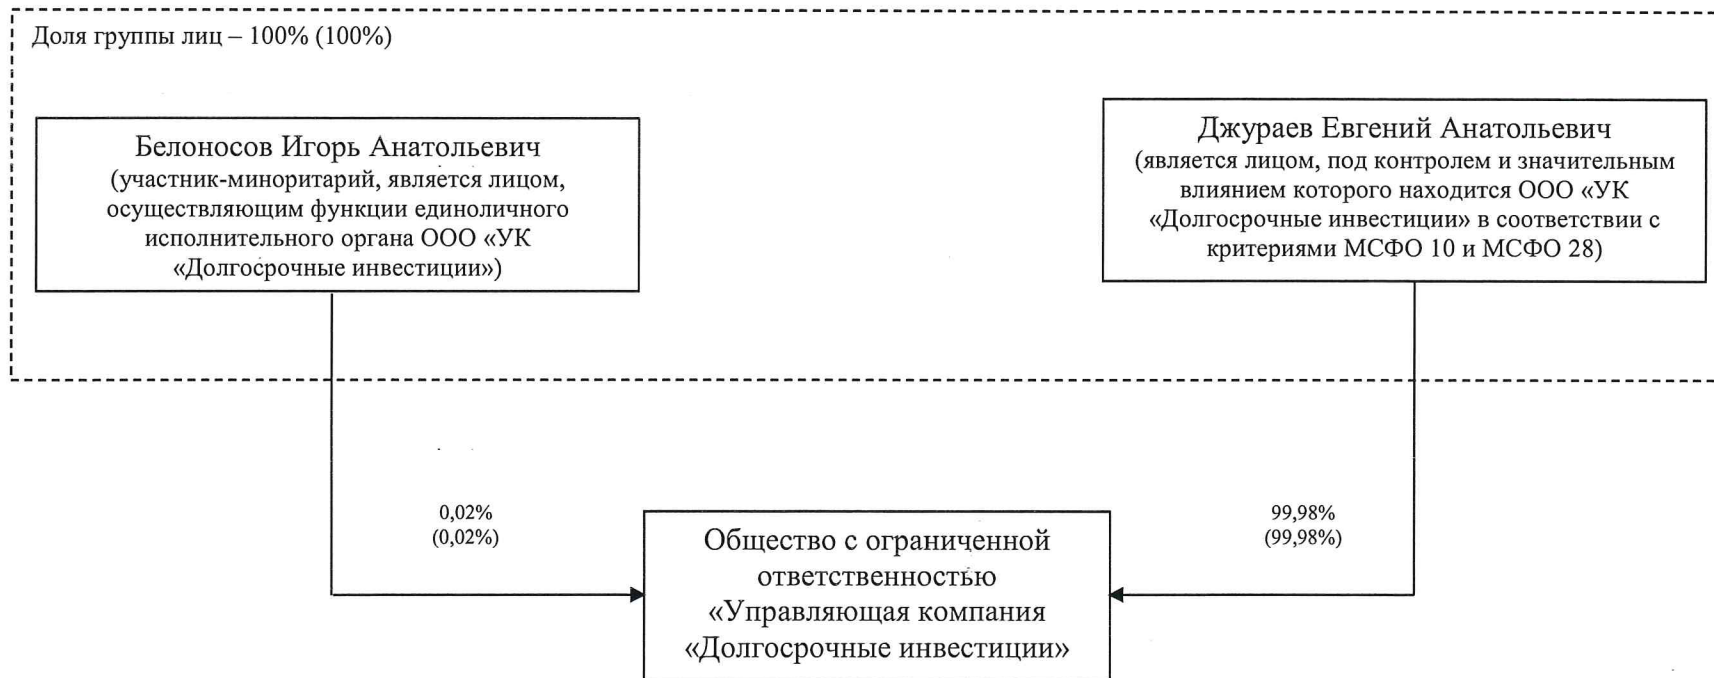 Доля группы лиц – 100% (100%)
Белоносов Игорь Анатольевич
(участник-миноритарий, является лицом,
осуществляющим функции единоличного
исполнительного органа ООО «УК
«Долгосрочные инвестиции»)
Джураев Евгений Анатольевич
(является лицом, под контролем и значительным
влиянием которого находится ООО «УК
«Долгосрочные инвестиции» в соответствии с
критериями МСФО 10 и МСФО 28)
0,02%
(0,02%)
99,98%
(99,98%)
Общество с ограниченной
ответственностью
«Управляющая компания
«Долгосрочные инвестиции»